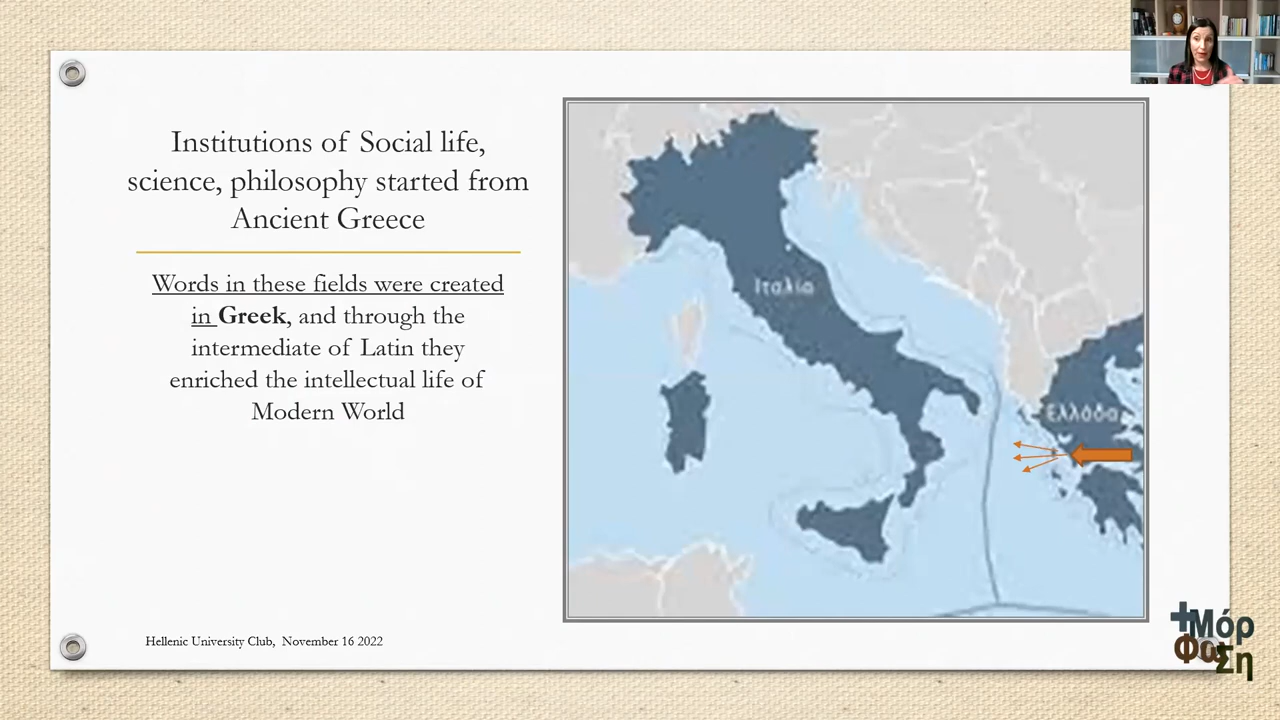 Institutions of Social life,
science, philosophy started from
Ancient Greece
Words in these fields were created
in Greek, and through the
intermediate of Latin they
enriched the intellectual life of
Modern World
Ιταλία
Ελλάδα
Hellenic University Club, November 16 2022
+Μόρ
Φω
Ση